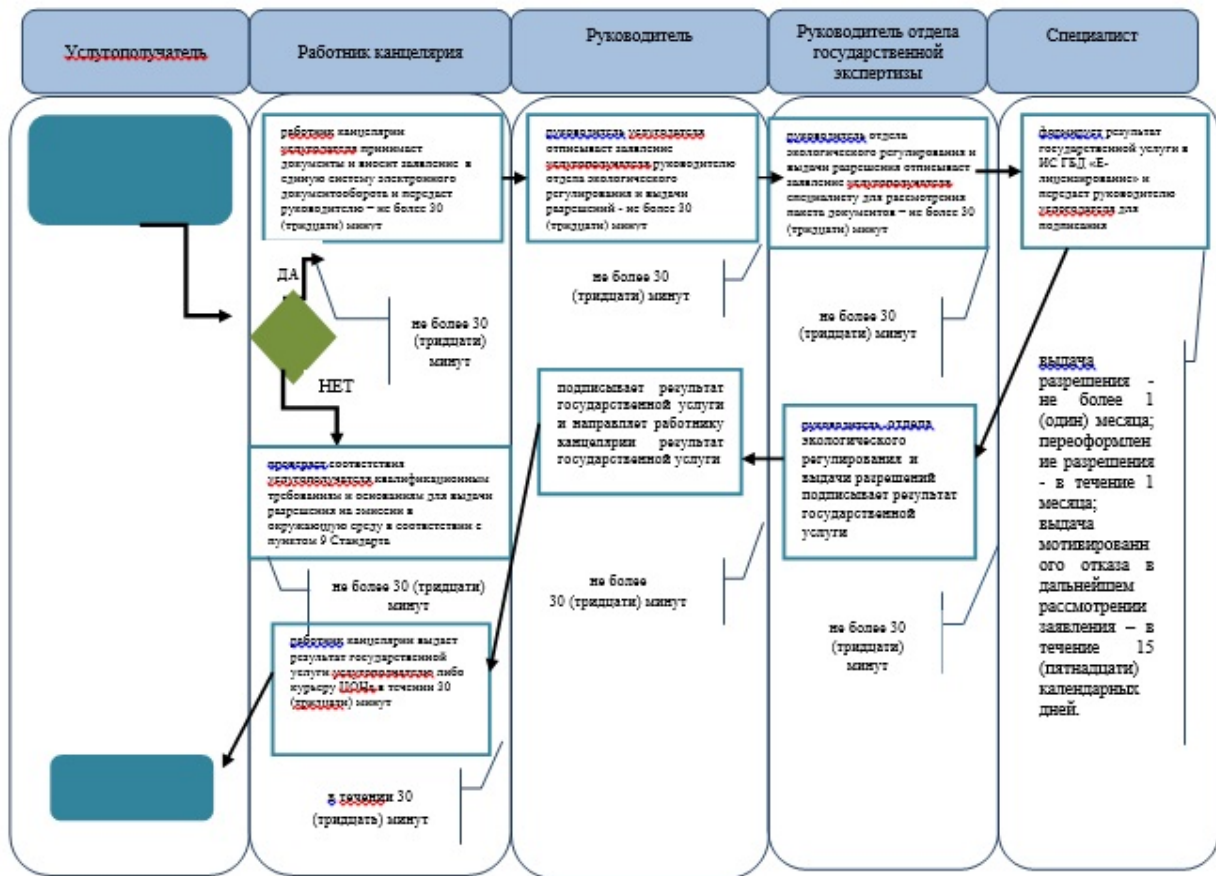 Услугополучатель
Работник канцелярия
Руководитель
Руководитель отдела
государственной
экспертизы
Специалист
работник канцелярии
услугодателя принимает
документы и вносит заявление в
единую систему электронного
документооборота и передает
руководителю – не более 30
(тридцати) минут
руководитель услугодателя
отписывает заявление
услугополучателя руководителю
отдела экологического
регулирования и выдачи
разрешений - не более 30
(тридцати) минут
руководитель отдела
экологического регулирования и
выдачи разрешения отписывает
заявление услугополучателя
специалисту для рассмотрения
пакета документов – не более 30
(тридцати) минут
формирует результат
государственной услуги в
ИС ГБД «Е-
лицензирование» и
передаст руководителю
услугодателя для
подписания
ДА
не более 30
(тридцати)
минут
НЕТ
не более 30
(тридцати) минут
не более 30
(тридцати)
минут
выдача
разрешения -
не более 1
(один) месяца;
переоформлен
ие разрешения
- в течение 1
месяца;
выдача
мотивированн
ого отказа в
дальнейшем
рассмотрении
заявления – в
течение 15
(пятнадцати)
календарных
дней.
подписывает результат
государственной услуги
и направляет работнику
канцелярии результат
государственной услуги
руководитель отдела
экологического
регулирования и
выдачи разрешений
подписывает результат
государственной
услуги
соответствия
услугополучателя квалификационным
требованиям и основаниям для выдачи
разрешения на эмиссии в
окружающую среду в соответствии с
пунктом 9 Стандарта
не более 30 (тридцати)
минут
не более
30 (тридцати) минут
не более 30
(тридцати)
минут
работник канцелярии выдает
результат государственной
услуги услугополучателю либо
курьеру ЦОНа в течении 30
(тридцати) минут
в течении 30
(тридцать) минут